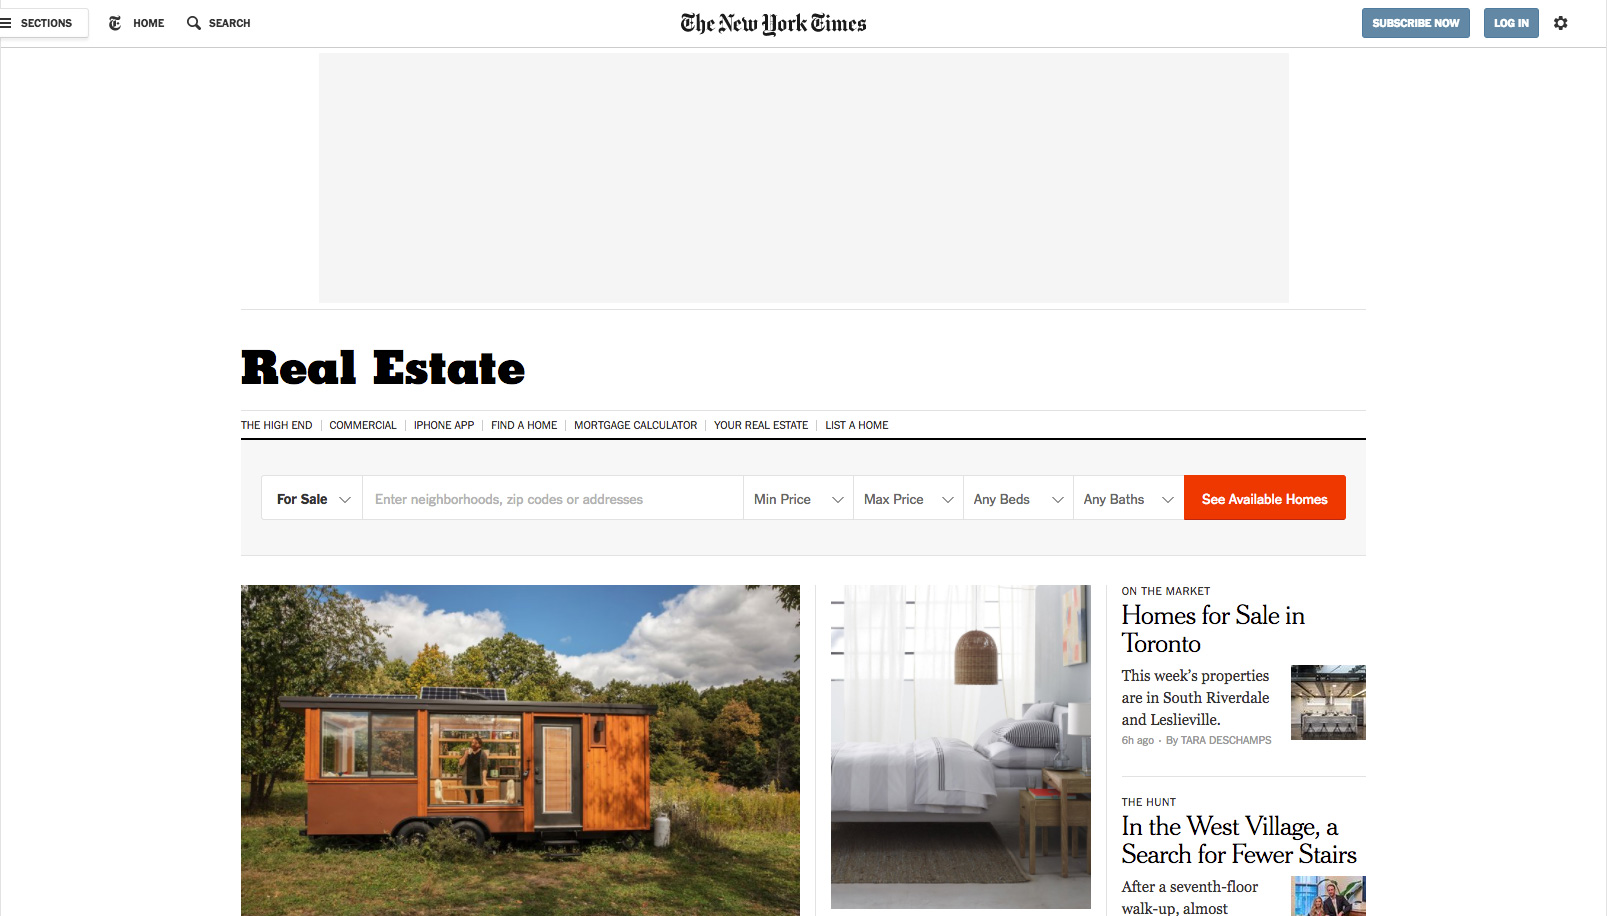 SECTIONS
HOME
SEARCH
The New York Times
SUBSCRIBE NOW
LOG IN
Real Estate
THE HIGH END
COMMERCIAL
IPHONE APP
FIND A HOME
MORTGAGE CALCULATOR
YOUR REAL ESTATE
LIST A HOME
For Sale
Enter neighborhoods, zip codes or addresses
Min Price
Max Price
Any Beds
Any Baths
See Available Homes
ON THE MARKET
Homes for Sale in
Toronto
This week’s properties
are in South Riverdale
and Leslieville.
6h ago · By TARA DESCHAMPS
THE HUNT
In the West Village, a
Search for Fewer Stairs
After a seventh-floor
walk-up, almost